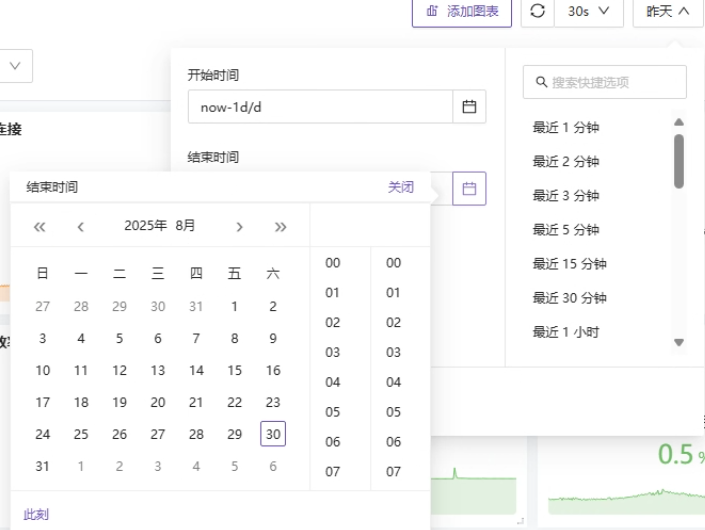 添加图表
30s
昨天
连接
开始时间
now-1d/d
结束时间
搜索快捷选项
最近 1 分钟
最近 2 分钟
最近 3 分钟
最近 5 分钟
最近 15 分钟
最近 30 分钟
最近 1 小时
结束时间
关闭
2025年 8月
日 一 二 三 四 五 六
27 28 29 30 31 1 2
3 4 5 6 7 8 9
10 11 12 13 14 15 16
17 18 19 20 21 22 23
24 25 26 27 28 29 30
31 1 2 3 4 5 6
00 00
01 01
02 02
03 03
04 04
05 05
06 06
07 07
此刻
0.5 %